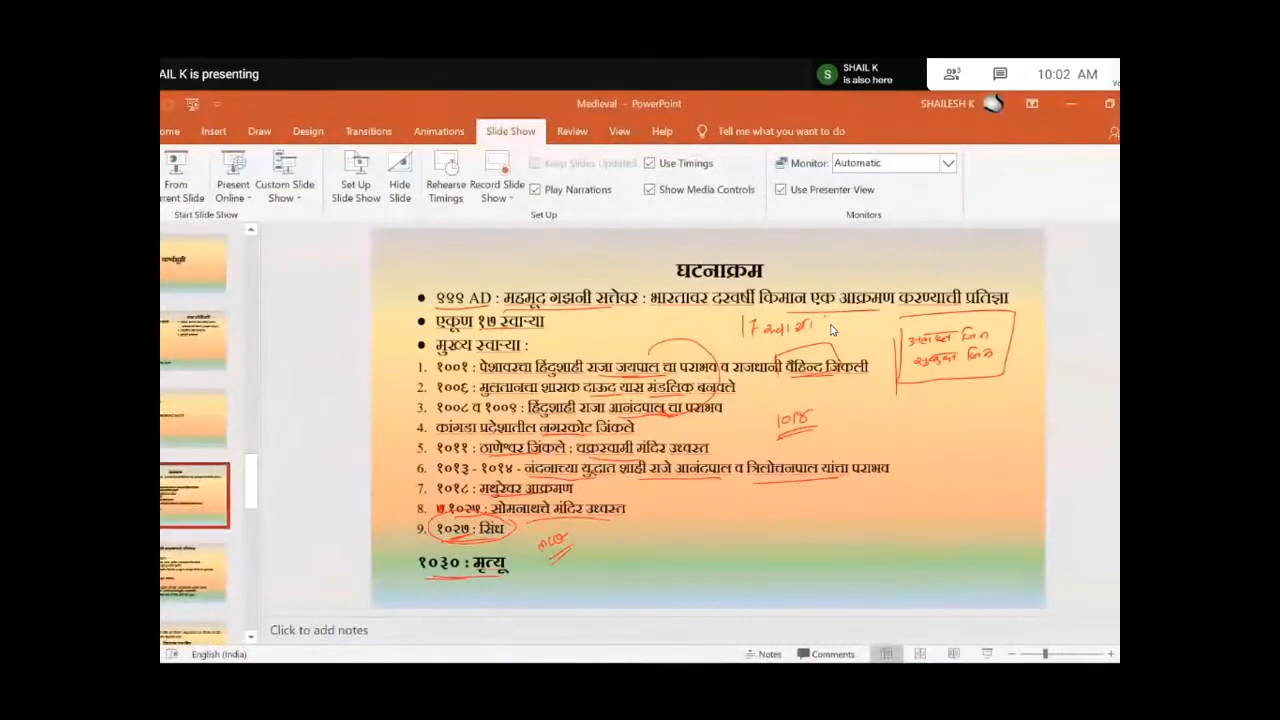 AIL K is presenting
S
SHAIL K
is also here
3
10:02 AM
Medieval - PowerPoint
SHAILESH K
ome Insert Draw Design Transitions Animations Slide Show Review View Help Tell me what you want to do
From
rrent Slide
Present
Online
Custom Slide
Show
Set Up
Slide Show
Hide
Slide
Rehearse
Timings
Record Slide
Show
Keep Slides Updated
Play Narrations
Use Timings
Show Media Controls
Monitor: Automatic
Use Presenter View
Start Slide Show
Set Up
Monitors
घटनाक्रम
• ९९९ AD : महमूद गझनी सत्तेवर : भारतावर दरवर्षी किमान एक आक्रमण करण्याची प्रतिज्ञा
• एकूण १७ स्वाऱ्या
17 स्वाऱ्या
• मुख्य स्वाऱ्या :
1. १००१ : पेशावरचा हिंदुशाही राजा जयपाल चा पराभव व राजधानी वैहिन्द जिंकली
2. १००६ : मुलतानचा शासक दाऊद यास मंडलिक बनवले
3. १००८ व १००९ : हिंदुशाही राजा आनंदपाल चा पराभव
4. कांगडा प्रदेशातील नगरकोट जिंकले
5. १०११ : ठाणेश्वर जिंकले : चक्रस्वामी मंदिर उध्वस्त
6. १०१३ - १०१४ - नंदनाच्या युद्धात शाही राजे आनंदपाल व त्रिलोचनपाल यांचा पराभव
7. १०१८ : मथुरेवर आक्रमण
8. १०२५ : सोमनाथचे मंदिर उध्वस्त
9. १०२७ : सिंध
१०३० : मृत्यू
Click to add notes
English (India)
Notes
Comments